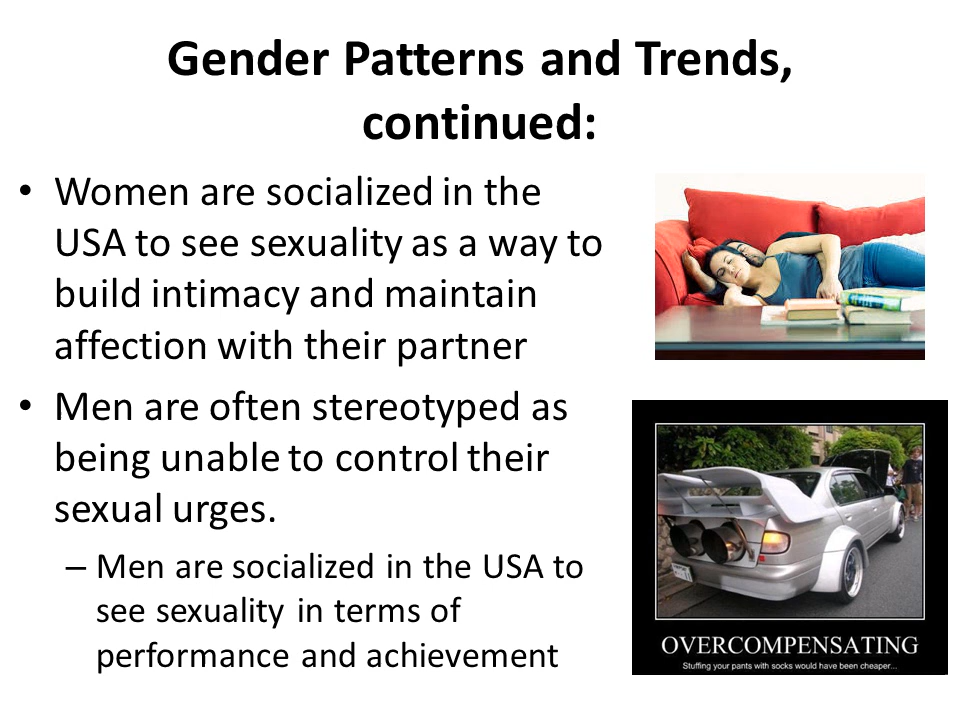 Gender Patterns and Trends,
continued:
• Women are socialized in the
USA to see sexuality as a way to
build intimacy and maintain
affection with their partner
• Men are often stereotyped as
being unable to control their
sexual urges.
– Men are socialized in the USA to
see sexuality in terms of
performance and achievement
OVERCOMPENSATING
Stuffing your pants with socks would have been cheaper...